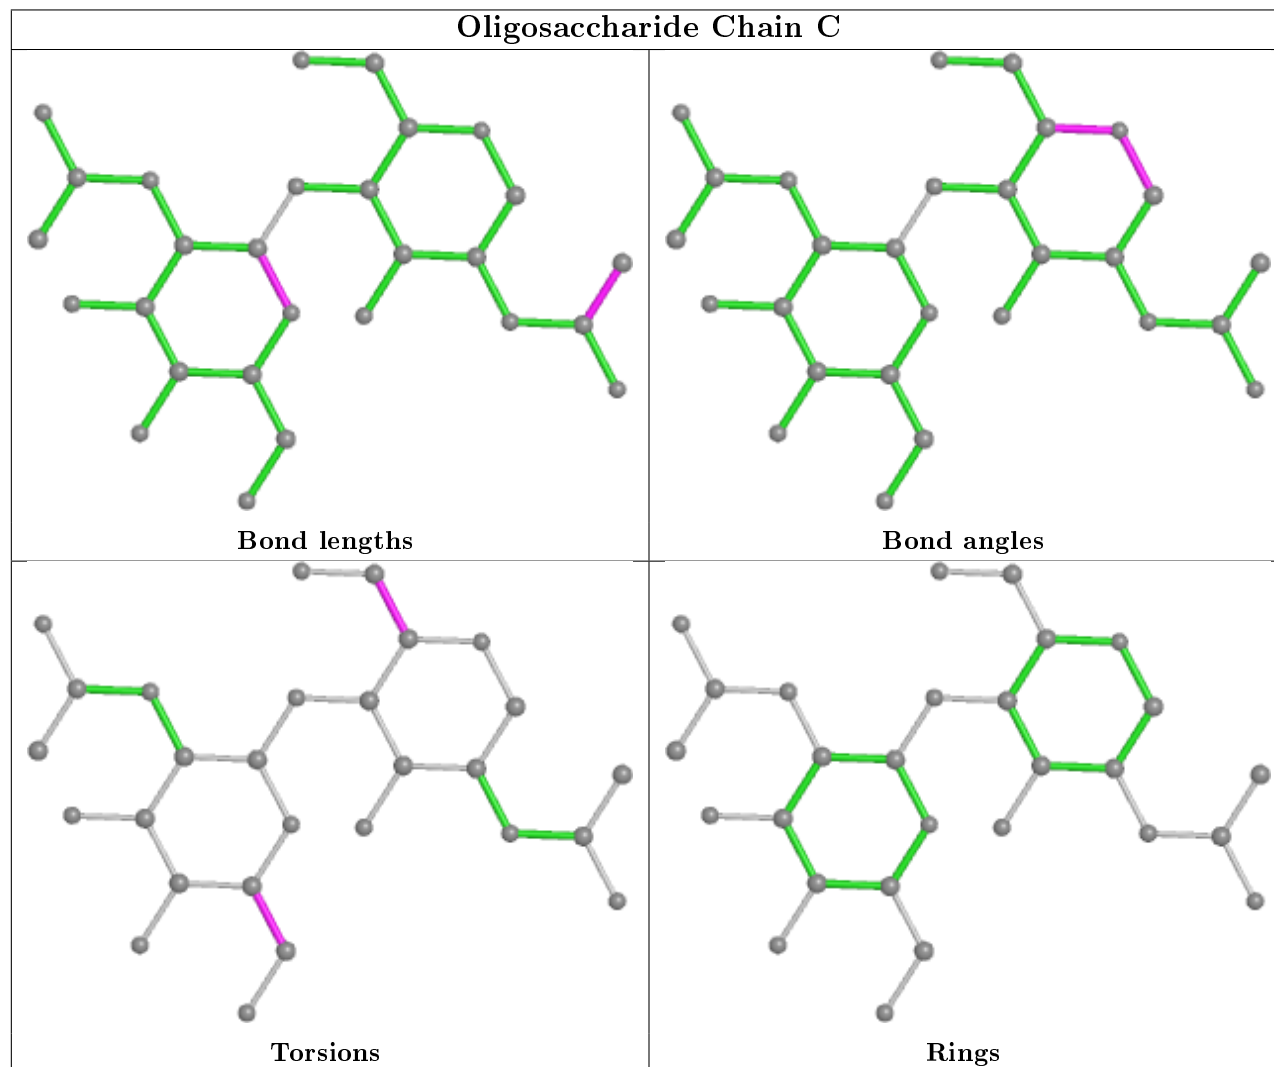 Oligosaccharide Chain C
Bond lengths
Bond angles
Torsions
Rings